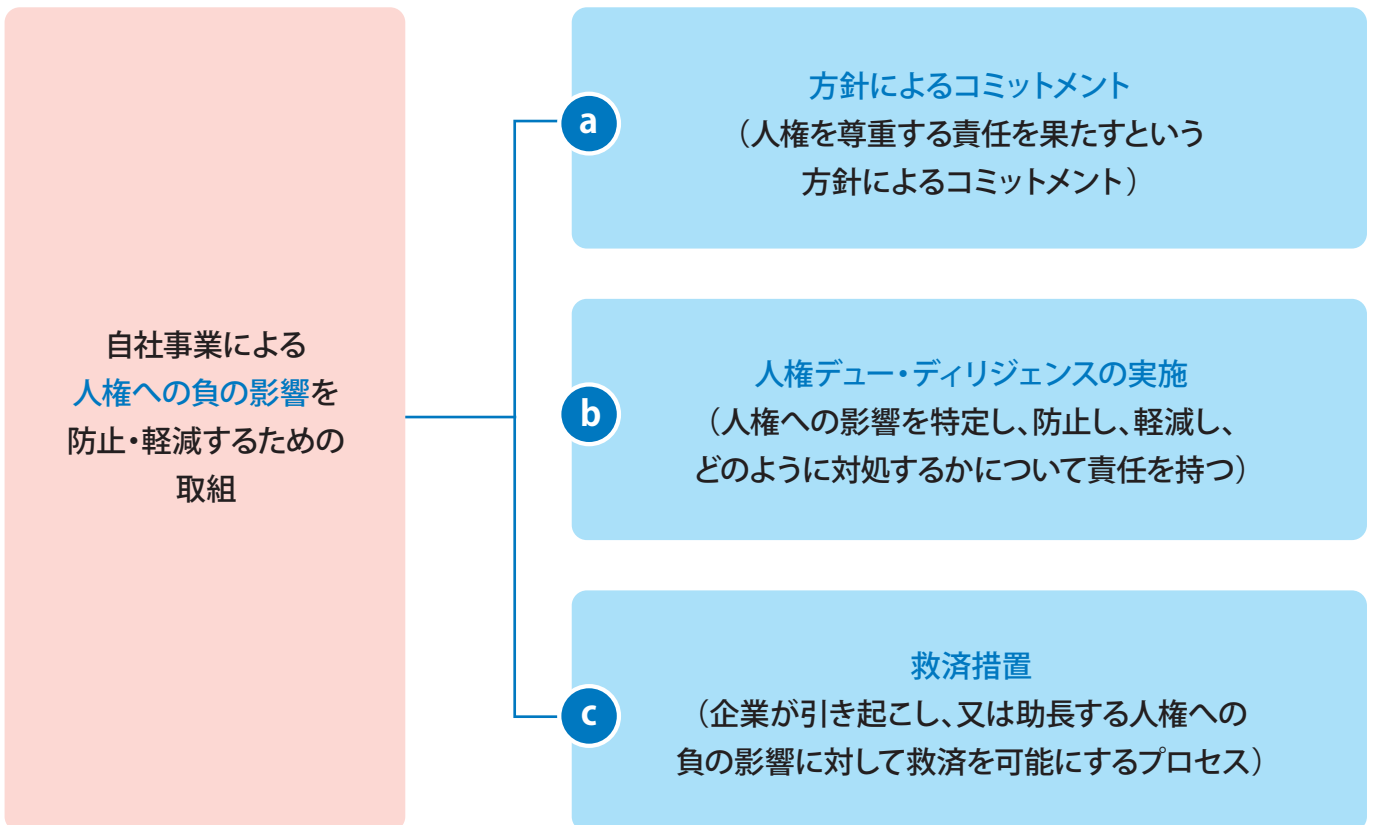 自社事業による
人権への負の影響を
防止・軽減するための
取組
a
方針によるコミットメント
（人権を尊重する責任を果たすという
方針によるコミットメント）
b
人権デュー・ディリジェンスの実施
（人権への影響を特定し、防止し、軽減し、
どのように対処するかについて責任を持つ）
c
救済措置
（企業が引き起こし、又は助長する人権への
負の影響に対して救済を可能にするプロセス）